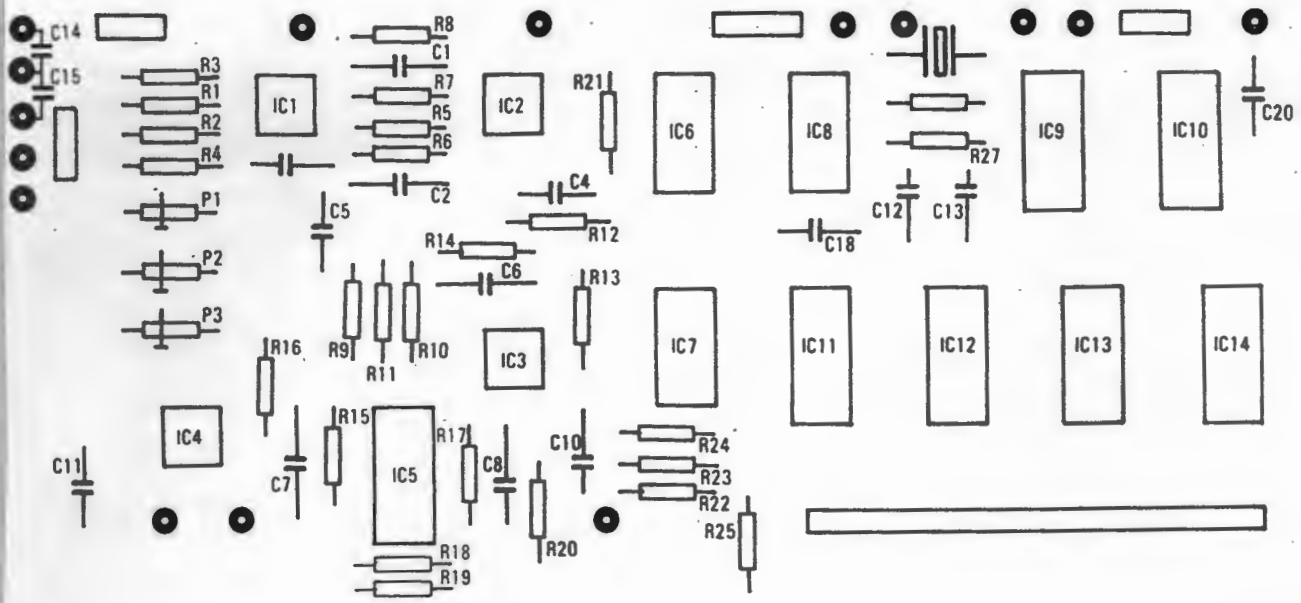 C14
R8
C1
C15
R3
R7
R21
R1
IC1
IC2
IC6
IC8
IC9
IC10
C20
R5
R2
R6
R27
R4
C2
C4
P1
C5
C12
C13
R12
R14
C18
P2
C6
R13
P3
R16
R9
R10
R11
IC3
IC7
IC11
IC12
IC13
IC14
R15
R17
IC4
C10
R24
C11
C7
IC5
C8
R23
R22
R25
R18
R20
R19